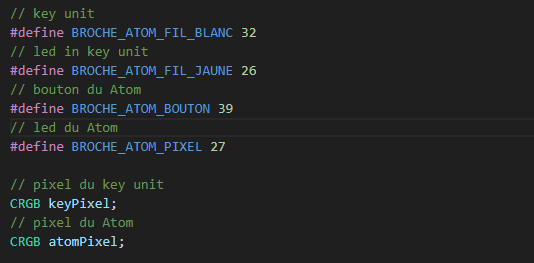 // key unit
#define BROCHE_ATOM_FIL_BLANC 32
// led in key unit
#define BROCHE_ATOM_FIL_JAUNE 26
// bouton du Atom
#define BROCHE_ATOM_BOUTON 39
// led du Atom
#define BROCHE_ATOM_PIXEL 27
// pixel du key unit
CRGB keyPixel;
// pixel du Atom
CRGB atomPixel;